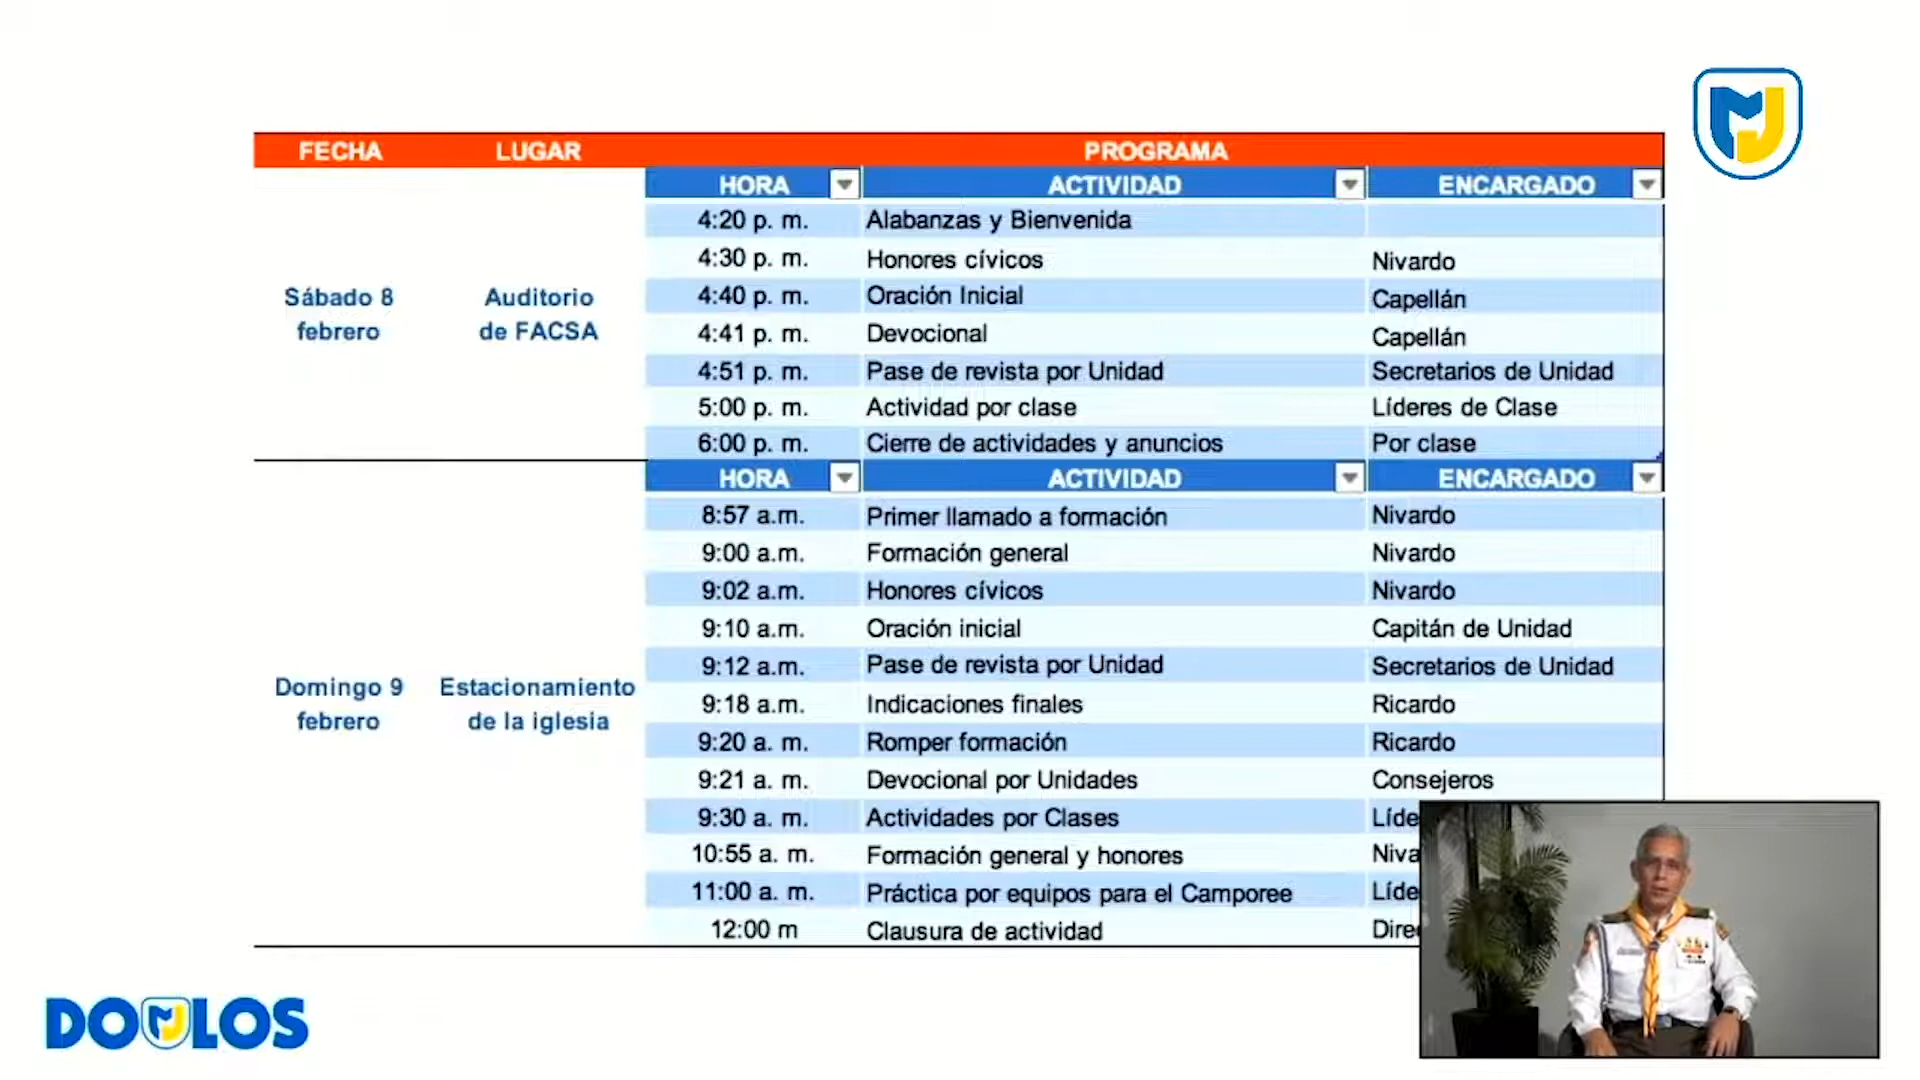 FECHA LUGAR PROGRAMA
HORA ACTIVIDAD ENCARGADO
4:20 p. m. Alabanzas y Bienvenida
4:30 p. m. Honores cívicos Nivardo
Sábado 8 febrero Auditorio de FACSA
4:40 p. m. Oración Inicial Capellán
4:41 p. m. Devocional Capellán
4:51 p. m. Pase de revista por Unidad Secretarios de Unidad
5:00 p. m. Actividad por clase Líderes de Clase
6:00 p. m. Cierre de actividades y anuncios Por clase
HORA ACTIVIDAD ENCARGADO
8:57 a.m. Primer llamado a formación Nivardo
9:00 a.m. Formación general Nivardo
9:02 a.m. Honores cívicos Nivardo
9:10 a.m. Oración inicial Capitán de Unidad
9:12 a.m. Pase de revista por Unidad Secretarios de Unidad
Domingo 9 febrero Estacionamiento de la iglesia
9:18 a.m. Indicaciones finales Ricardo
9:20 a. m. Romper formación Ricardo
9:21 a. m. Devocional por Unidades Consejeros
9:30 a. m. Actividades por Clases Líde
10:55 a. m. Formación general y honores Niva
11:00 a. m. Práctica por equipos para el Camporee Líde
12:00 m Clausura de actividad Dire
DOULOS